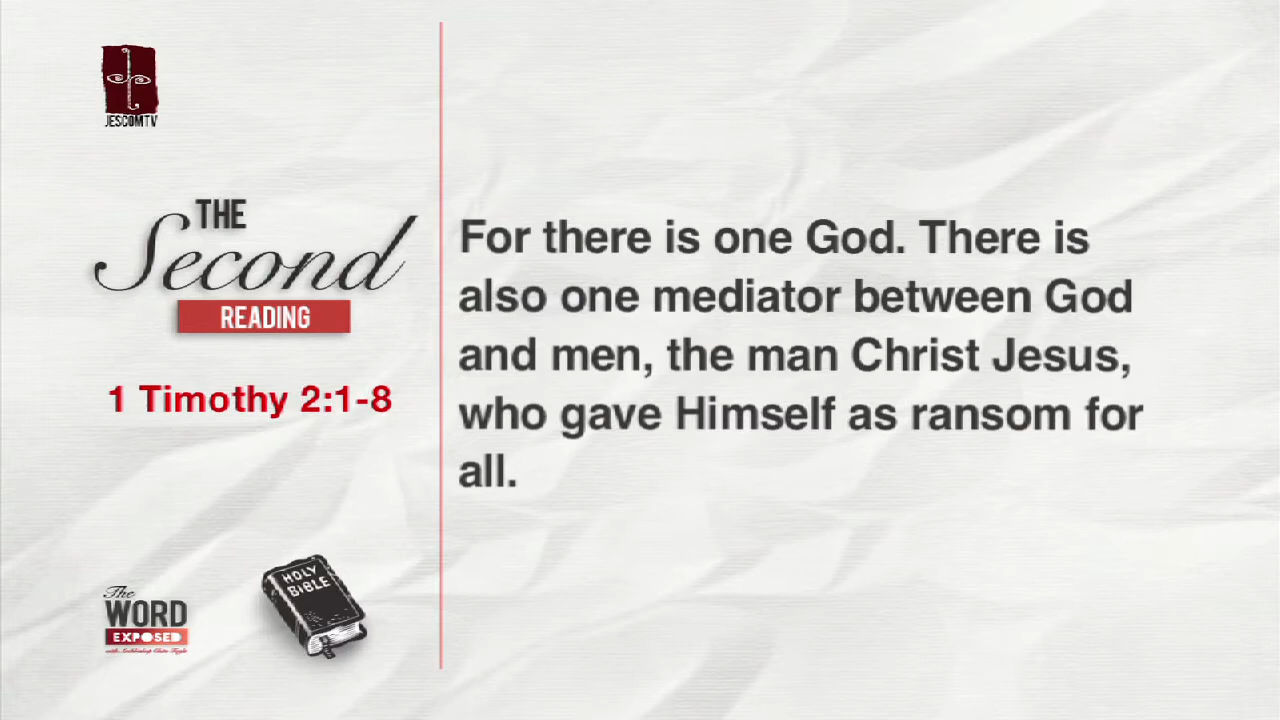 JESCOMTV
THE
Second
READING
1 Timothy 2:1-8
For there is one God. There is
also one mediator between God
and men, the man Christ Jesus,
who gave Himself as ransom for
all.
HOLY
BIBLE
The
WORD
EXPOSED